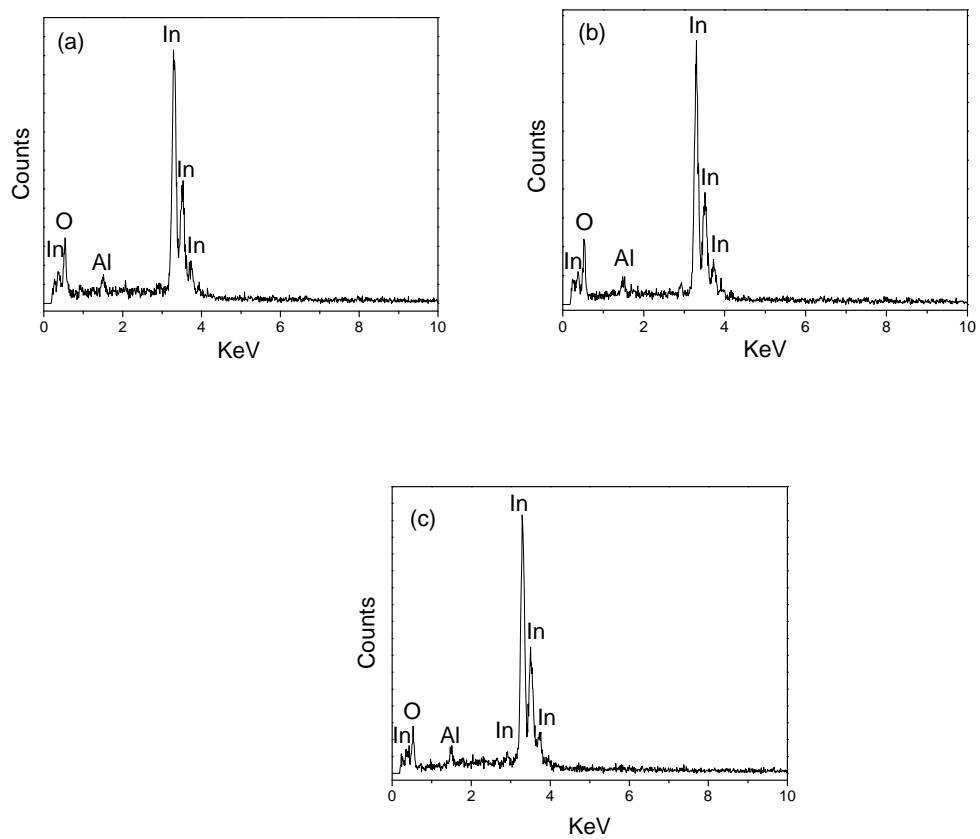 (a)
In
In
In
O
In
Al
Counts
0 2 4 6 8 10
KeV
(b)
In
In
In
O
In
Al
Counts
0 2 4 6 8 10
KeV
(c)
In
In
In
In
O
In
Al
Counts
0 2 4 6 8 10
KeV